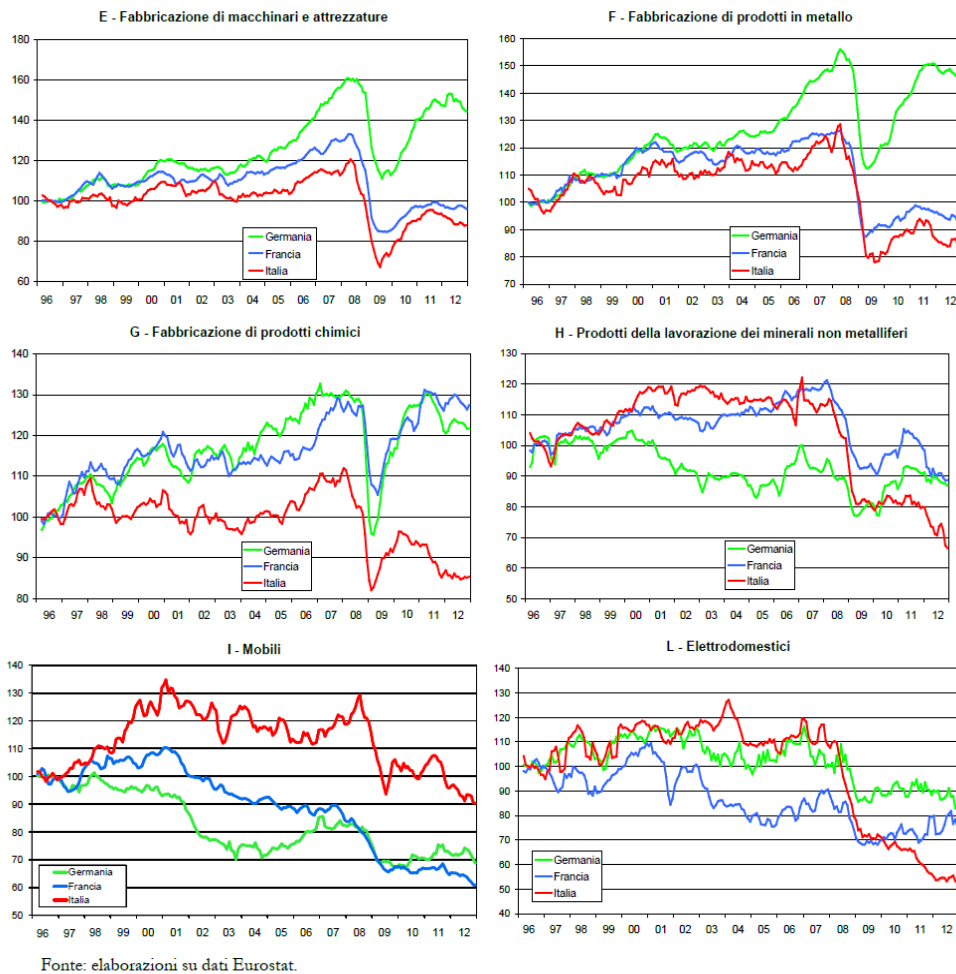 E - Fabbricazione di macchinari e attrezzature
180
160
140
120
100
80
60
Germania
Francia
Italia
96 97 98 99 00 01 02 03 04 05 06 07 08 09 10 11 12
F - Fabbricazione di prodotti in metallo
160
150
140
130
120
110
100
90
80
70
Germania
Francia
Italia
96 97 98 99 00 01 02 03 04 05 06 07 08 09 10 11 12
G - Fabbricazione di prodotti chimici
140
130
120
110
100
90
80
Germania
Francia
Italia
96 97 98 99 00 01 02 03 04 05 06 07 08 09 10 11 12
H - Prodotti della lavorazione dei minerali non metalliferi
130
120
110
100
90
80
70
60
50
Germania
Francia
Italia
96 97 98 99 00 01 02 03 04 05 06 07 08 09 10 11 12
I - Mobili
140
130
120
110
100
90
80
70
60
50
Germania
Francia
Italia
96 97 98 99 00 01 02 03 04 05 06 07 08 09 10 11 12
L - Elettrodomestici
140
130
120
110
100
90
80
70
60
50
40
Germania
Francia
Italia
96 97 98 99 00 01 02 03 04 05 06 07 08 09 10 11 12
Fonte: elaborazioni su dati Eurostat.